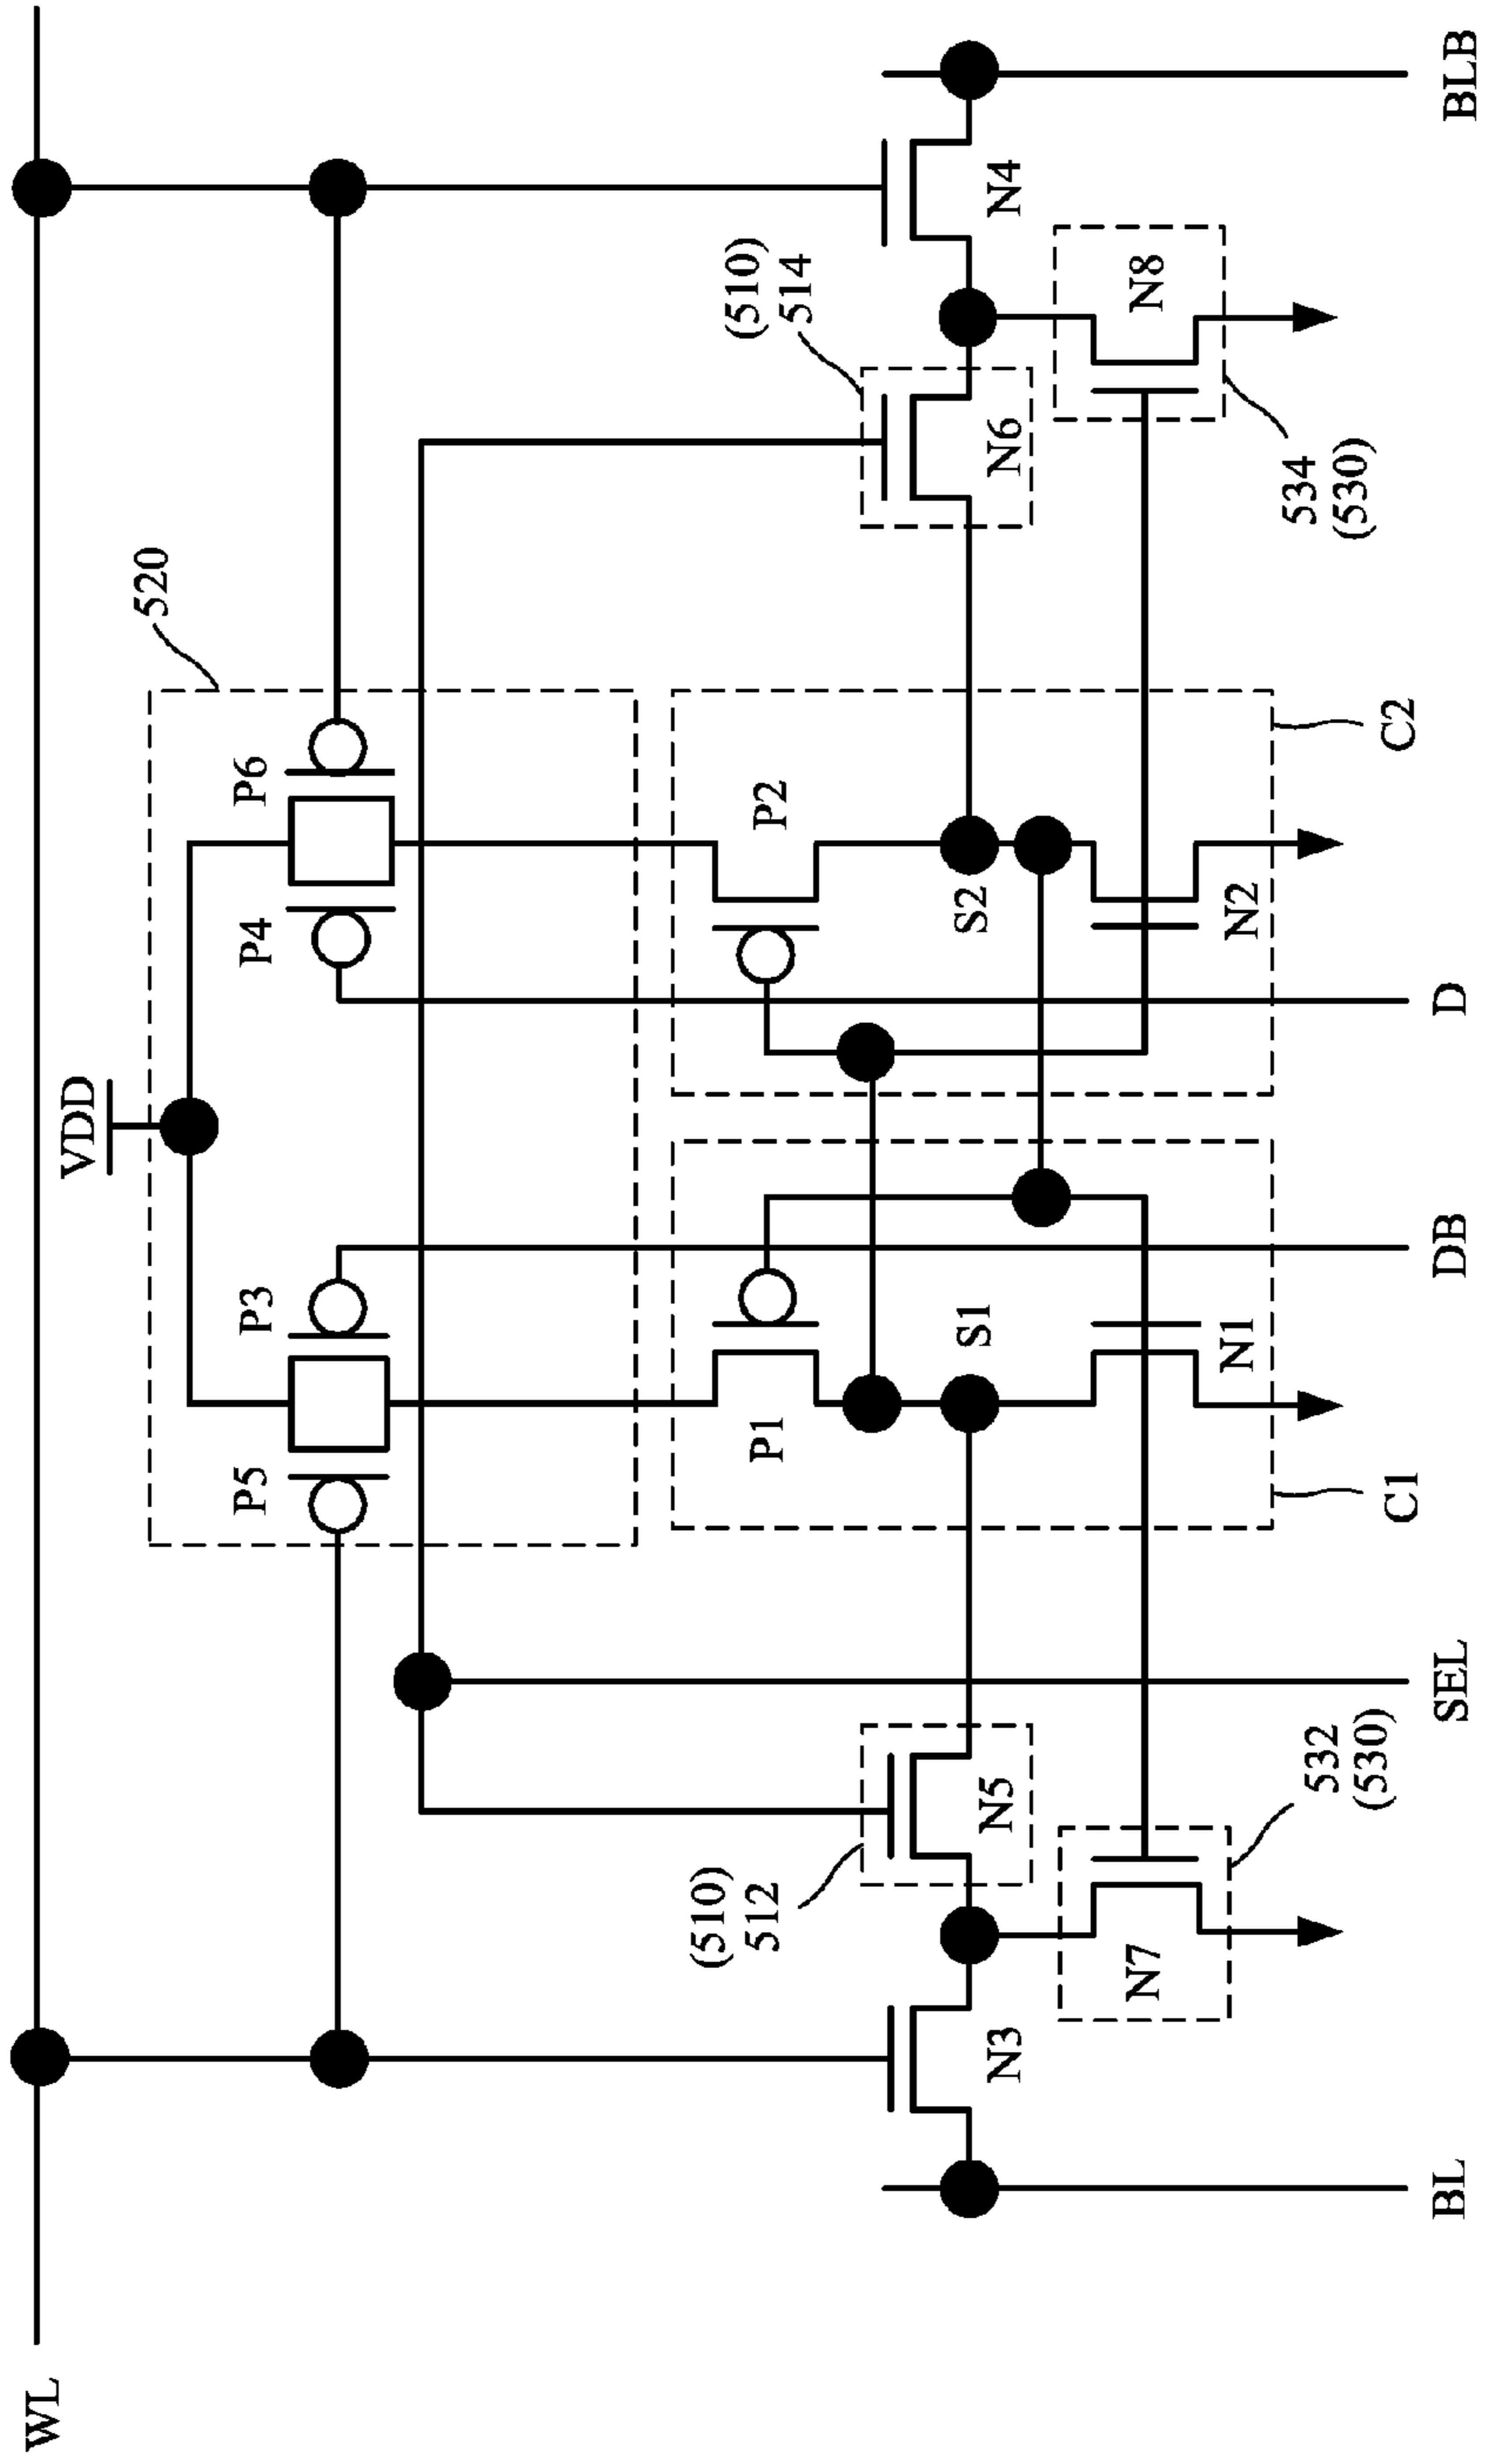 WL
VDD
520
P5
P3
P4
P6
(510)
512
(510)
514
P1
P2
S1
S2
N3
N5
N6
N4
N7
N1
N2
N8
532
(530)
534
(530)
C1
C2
BL
SEL
DB
D
BLB